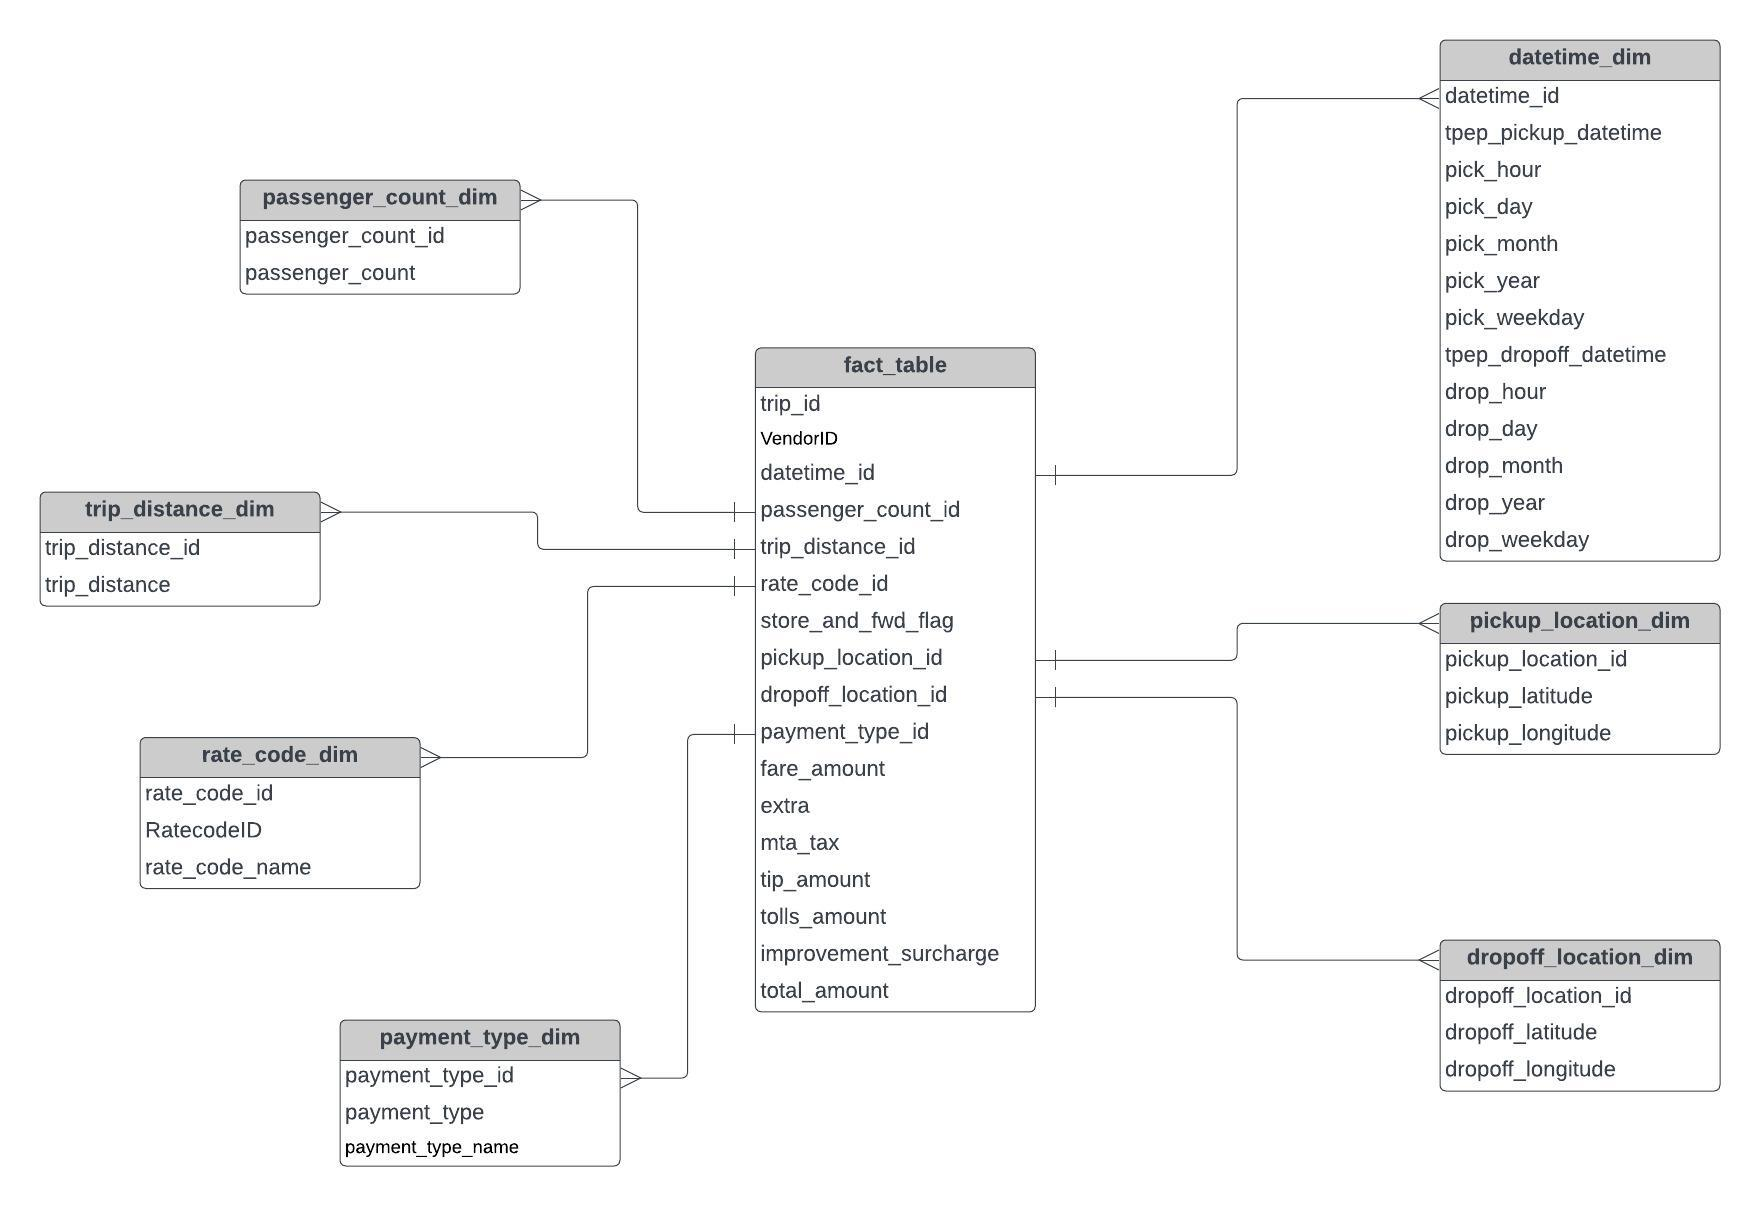 datetime_dim
datetime_id
tpep_pickup_datetime
pick_hour
pick_day
pick_month
pick_year
pick_weekday
tpep_dropoff_datetime
drop_hour
drop_day
drop_month
drop_year
drop_weekday
passenger_count_dim
passenger_count_id
passenger_count
fact_table
trip_id
VendorID
datetime_id
passenger_count_id
trip_distance_id
rate_code_id
store_and_fwd_flag
pickup_location_id
dropoff_location_id
payment_type_id
fare_amount
extra
mta_tax
tip_amount
tolls_amount
improvement_surcharge
total_amount
trip_distance_dim
trip_distance_id
trip_distance
pickup_location_dim
pickup_location_id
pickup_latitude
pickup_longitude
rate_code_dim
rate_code_id
RatecodeID
rate_code_name
dropoff_location_dim
dropoff_location_id
dropoff_latitude
dropoff_longitude
payment_type_dim
payment_type_id
payment_type
payment_type_name